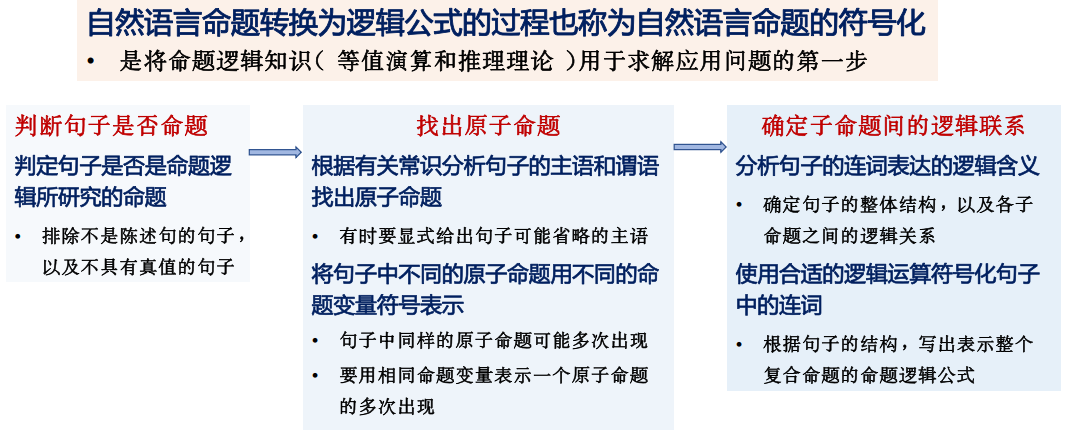 自然语言命题转换为逻辑公式的过程也称为自然语言命题的符号化
• 是将命题逻辑知识( 等值演算和推理理论 )用于求解应用问题的第一步
判断句子是否命题
判定句子是否是命题逻
辑所研究的命题
• 排除不是陈述句的句子，
以及不具有真值的句子
找出原子命题
根据有关常识分析句子的主语和谓语
找出原子命题
• 有时要显式给出句子可能省略的主语
将句子中不同的原子命题用不同的命
题变量符号表示
• 句子中同样的原子命题可能多次出现
• 要用相同命题变量表示一个原子命题
的多次出现
确定子命题间的逻辑联系
分析句子的连词表达的逻辑含义
• 确定句子的整体结构，以及各子
命题之间的逻辑关系
使用合适的逻辑运算符号化句子
中的连词
• 根据句子的结构，写出表示整个
复合命题的命题逻辑公式